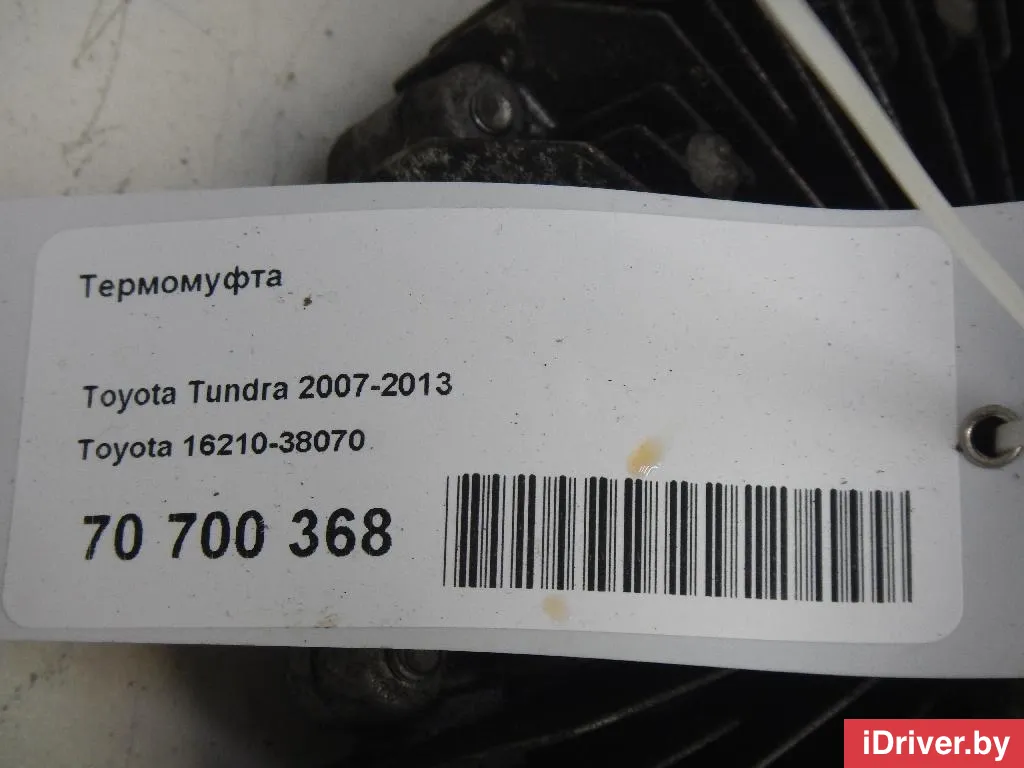 Термомуфта
Toyota Tundra 2007-2013
Toyota 16210-38070
70 700 368
iDriver.by